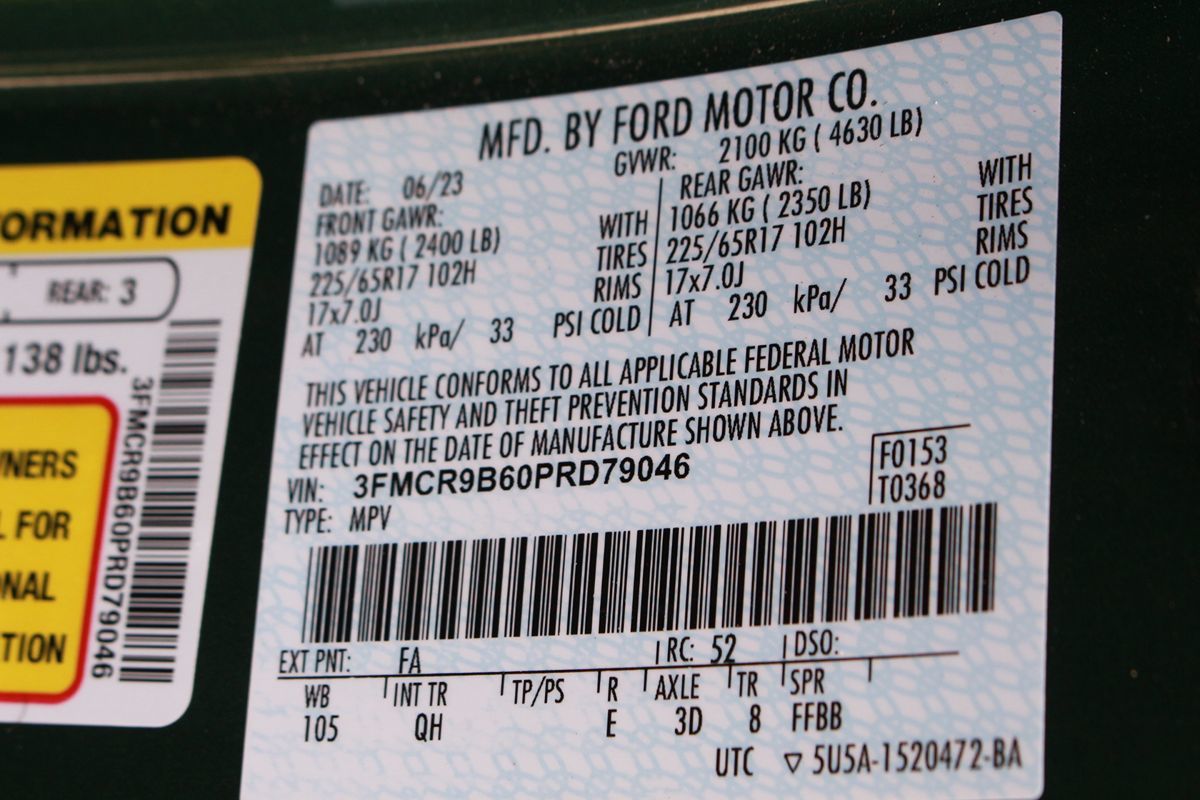 ORMATION
REAR: 3
138 lbs.
3FMCR9B60PRD79046
WNERS
L FOR
ONAL
TION
MFD. BY FORD MOTOR CO.
DATE: 06/23 GVWR: 2100 KG ( 4630 LB)
FRONT GAWR: REAR GAWR:
1089 KG ( 2400 LB) WITH 1066 KG ( 2350 LB) WITH
225/65R17 102H TIRES 225/65R17 102H TIRES
17x7.0J RIMS 17x7.0J RIMS
AT 230 kPa/ 33 PSI COLD AT 230 kPa/ 33 PSI COLD
THIS VEHICLE CONFORMS TO ALL APPLICABLE FEDERAL MOTOR
VEHICLE SAFETY AND THEFT PREVENTION STANDARDS IN
EFFECT ON THE DATE OF MANUFACTURE SHOWN ABOVE.
VIN: 3FMCR9B60PRD79046 F0153
TYPE: MPV T0368
EXT PNT: FA RC: 52 DSO:
WB INT TR TP/PS R AXLE TR SPR
105 QH E 3D 8 FFBB
UTC ▽ 5U5A-1520472-BA